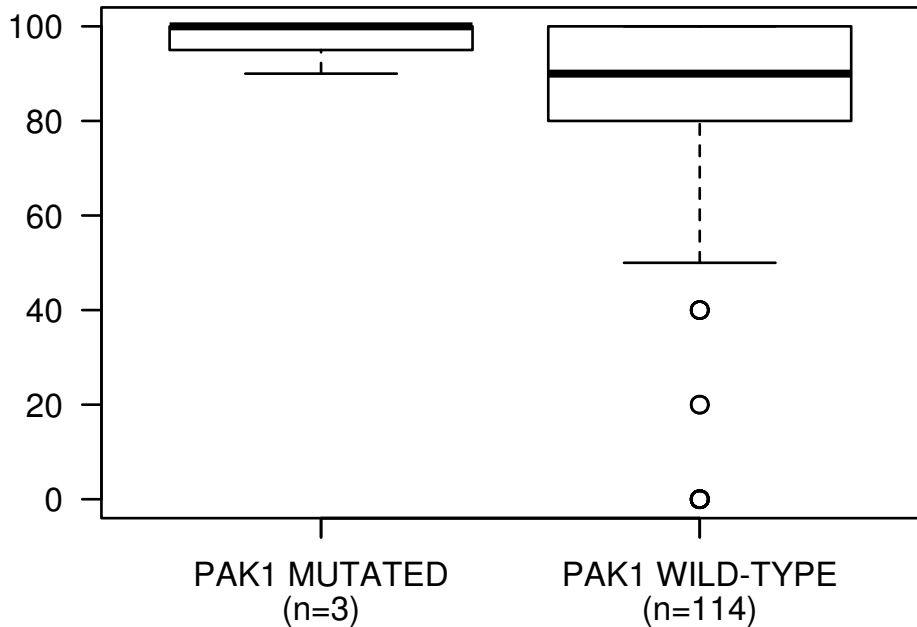 100
80
60
40
20
0
PAK1 MUTATED
(n=3)
PAK1 WILD-TYPE
(n=114)